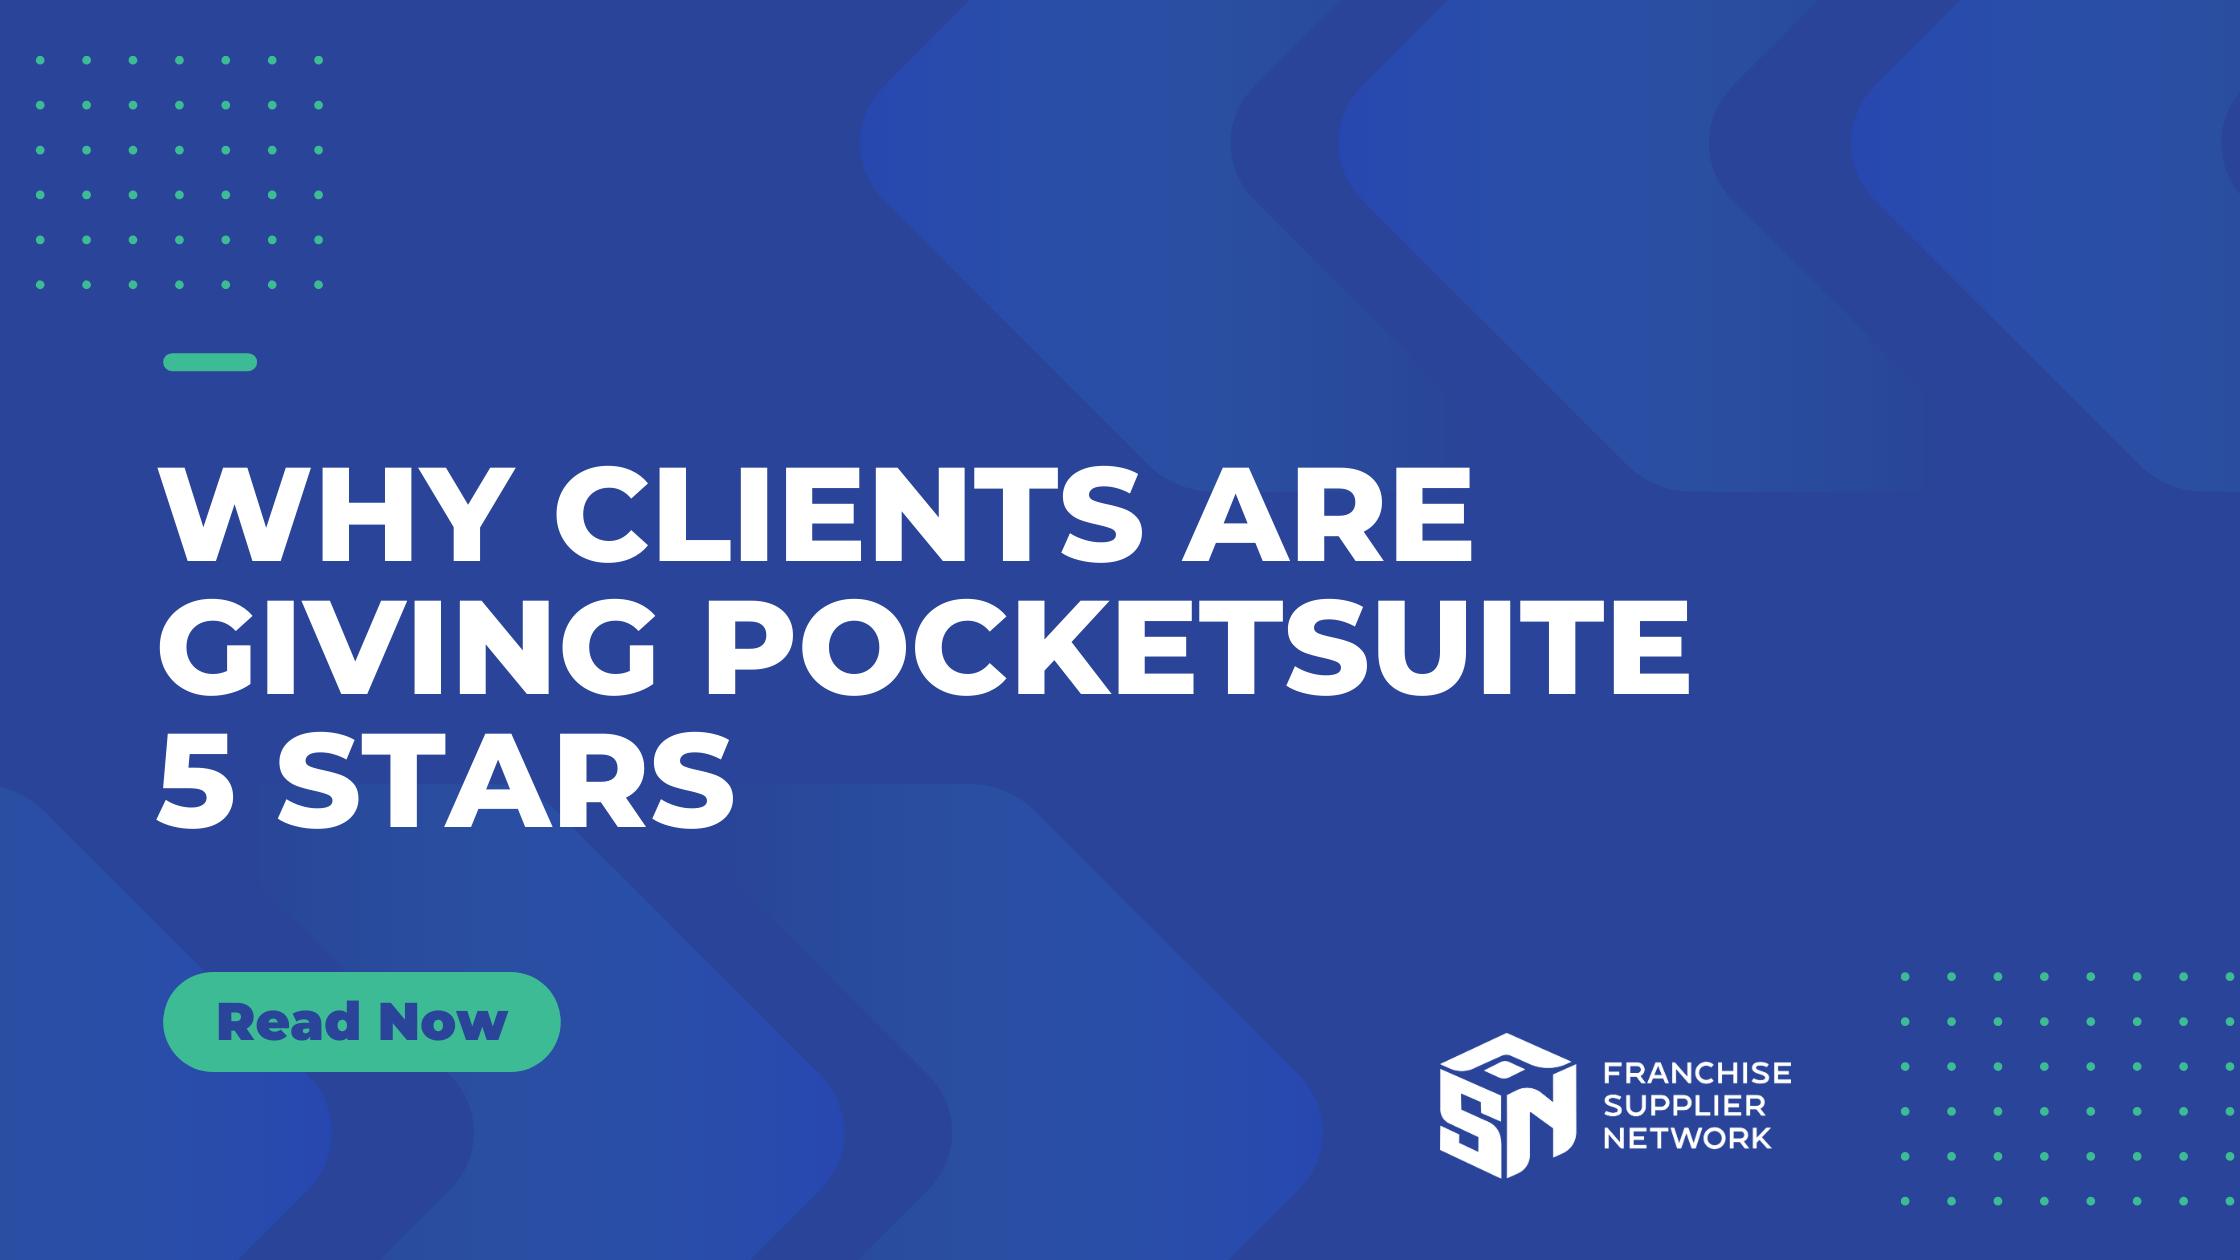 WHY CLIENTS ARE
GIVING POCKETSUITE
5 STARS
Read Now
FRANCHISE
SUPPLIER
NETWORK